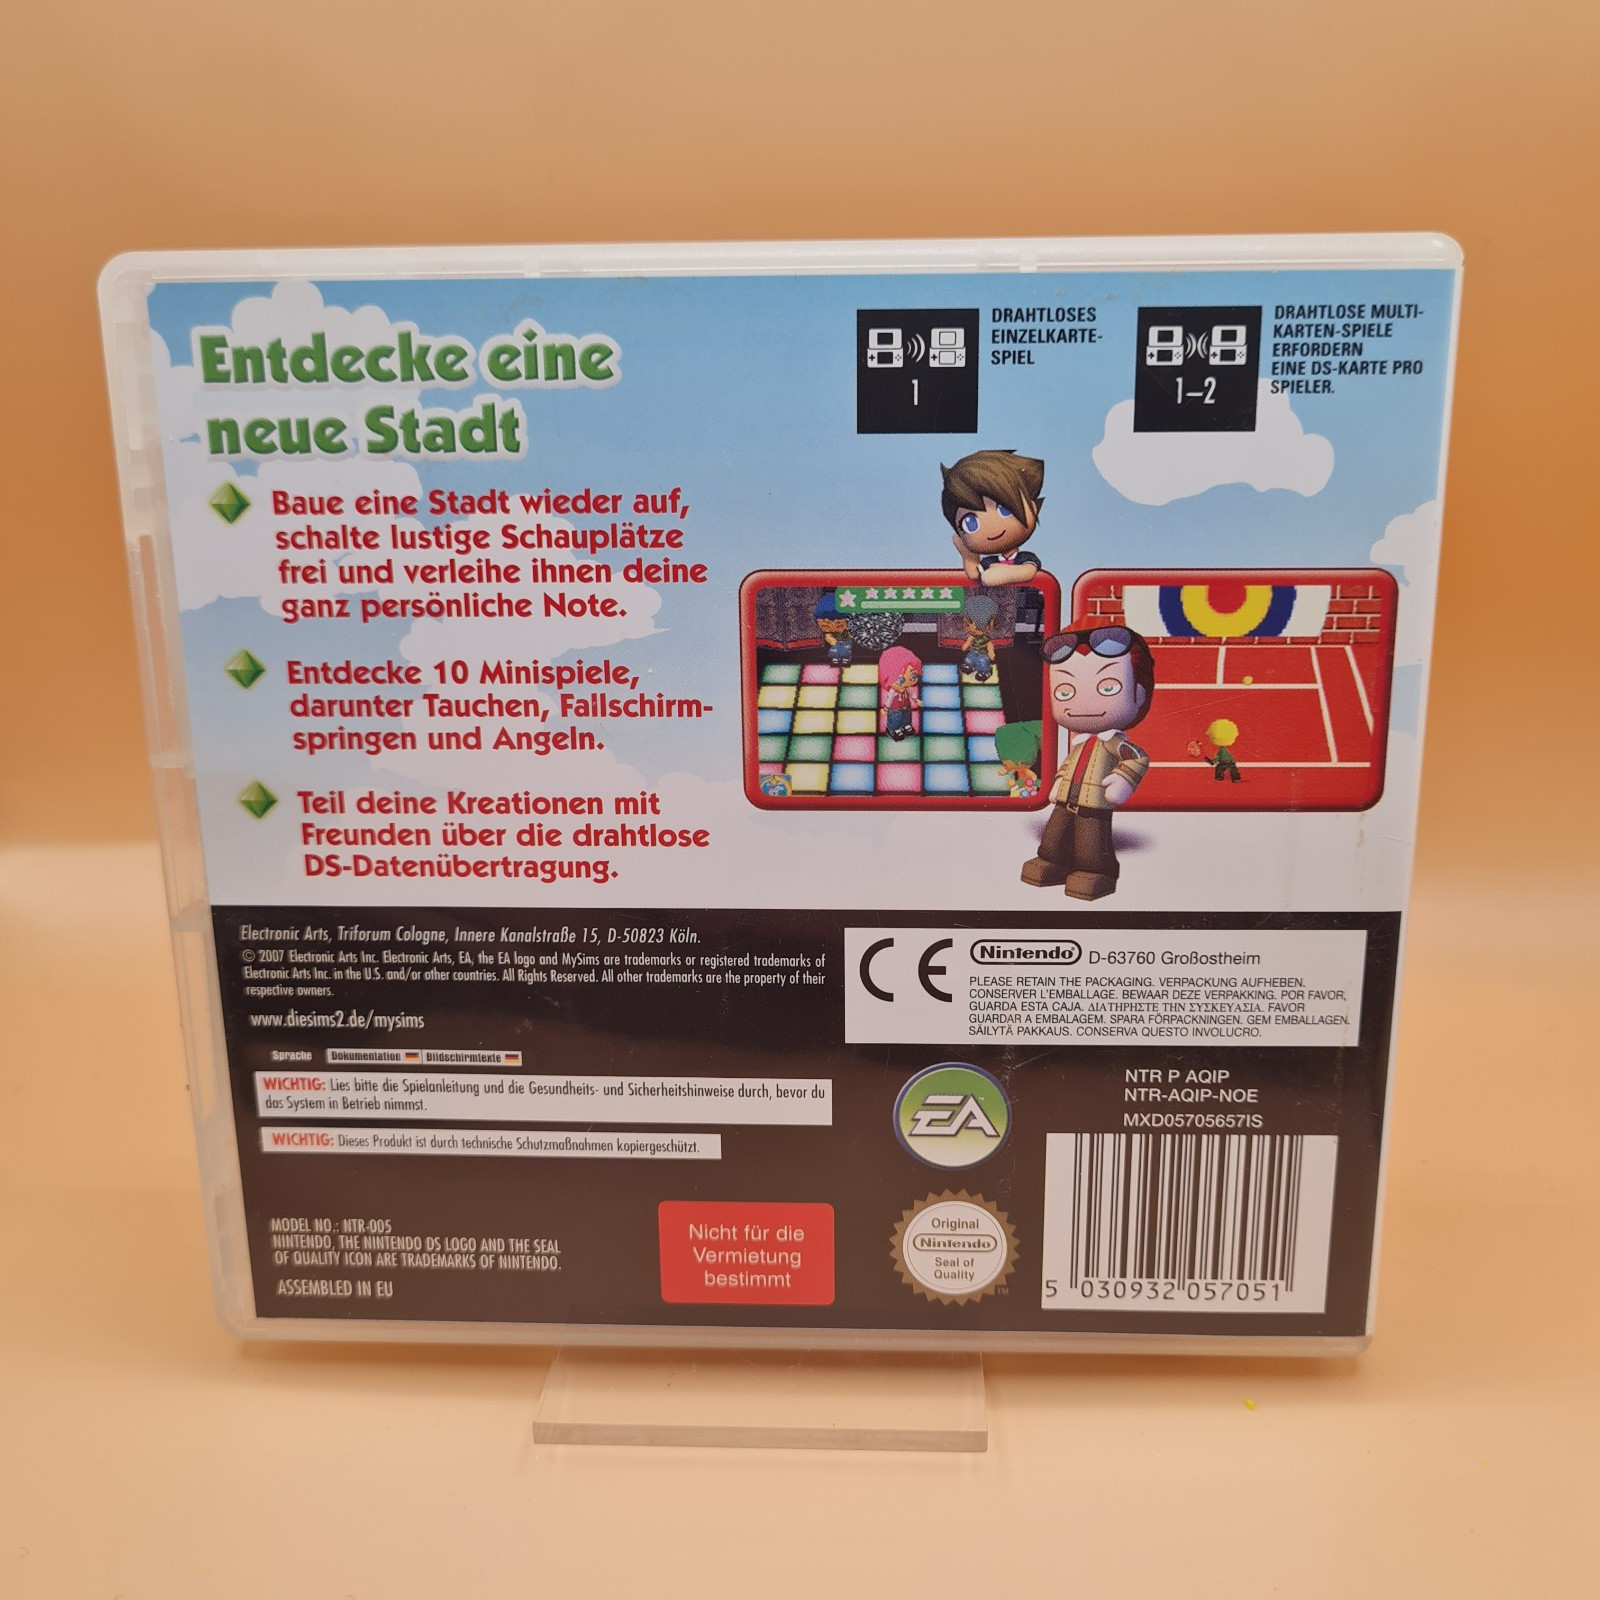 Entdecke eine
neue Stadt
Baue eine Stadt wieder auf,
schalte lustige Schauplätze
frei und verleihe ihnen deine
ganz persönliche Note.
Entdecke 10 Minispiele,
darunter Tauchen, Fallschirm-
springen und Angeln.
Teil deine Kreationen mit
Freunden über die drahtlose
DS-Datenübertragung.
1
DRAHTLOSES
EINZELKARTE-
SPIEL
1–2
DRAHTLOSE MULTI-
KARTEN-SPIELE
ERFORDERN
EINE DS-KARTE PRO
SPIELER.
Electronic Arts, Triforum Cologne, Innere Kanalstraße 15, D-50823 Köln.
© 2007 Electronic Arts Inc. Electronic Arts, EA, the EA logo and MySims are trademarks or registered trademarks of
Electronic Arts Inc. in the U.S. and/or other countries. All Rights Reserved. All other trademarks are the property of their
respective owners.
www.diesims2.de/mysims
Sprache Dokumentation Bildschirmtexte
WICHTIG: Lies bitte die Spielanleitung und die Gesundheits- und Sicherheitshinweise durch, bevor du
das System in Betrieb nimmst.
WICHTIG: Dieses Produkt ist durch technische Schutzmaßnahmen kopiergeschützt.
MODEL NO.: NTR-005
NINTENDO, THE NINTENDO DS LOGO AND THE SEAL
OF QUALITY ICON ARE TRADEMARKS OF NINTENDO.
ASSEMBLED IN EU
Nicht für die
Vermietung
bestimmt
CE Nintendo D-63760 Großostheim
PLEASE RETAIN THE PACKAGING. VERPACKUNG AUFHEBEN.
CONSERVER L'EMBALLAGE. BEWAAR DEZE VERPAKKING. POR FAVOR,
GUARDA ESTA CAJA. ΔΙΑΤΗΡΗΣΤΕ ΤΗΝ ΣΥΣΚΕΥΑΣΙΑ. FAVOR
GUARDAR A EMBALAGEM. SPARA FÖRPACKNINGEN. GEM EMBALLAGEN.
SÄILYTÄ PAKKAUS. CONSERVA QUESTO INVOLUCRO.
EA
Original
Nintendo
Seal of
Quality
TM
NTR P AQIP
NTR-AQIP-NOE
MXD05705657IS
5 030932 057051